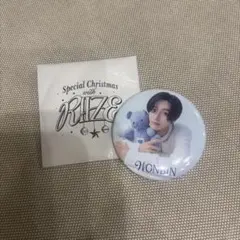 Special Christmas
with
RIIZE
WONBIN